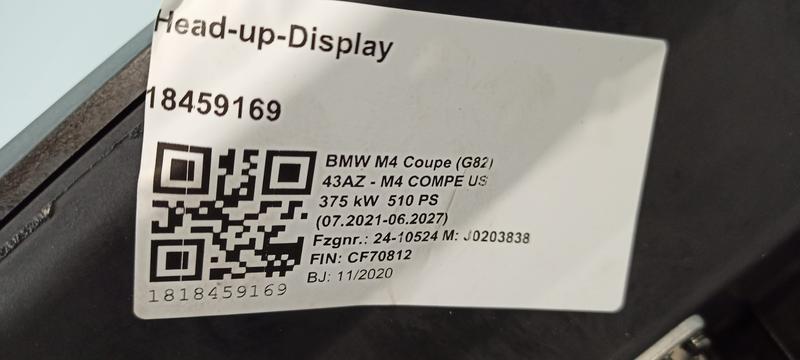 Head-up-Display
18459169
BMW M4 Coupe (G82)
43AZ - M4 COMPE US
375 kW 510 PS
(07.2021-06.2027)
Fzgnr.: 24-10524 M: J0203838
FIN: CF70812
BJ: 11/2020
1818459169